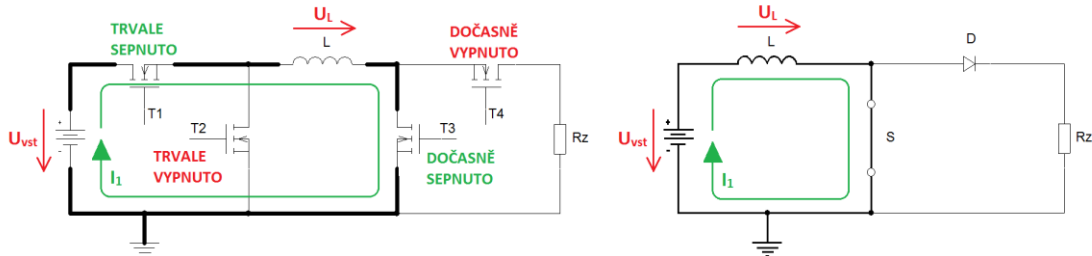 U_L
TRVALE
SEPNUTO
L
DOČASNĚ
VYPNUTO
T1
T4
+
-
U_vst
T2
T3
Rz
TRVALE
VYPNUTO
DOČASNĚ
SEPNUTO
I_1
U_L
L
D
+
-
U_vst
S
Rz
I_1